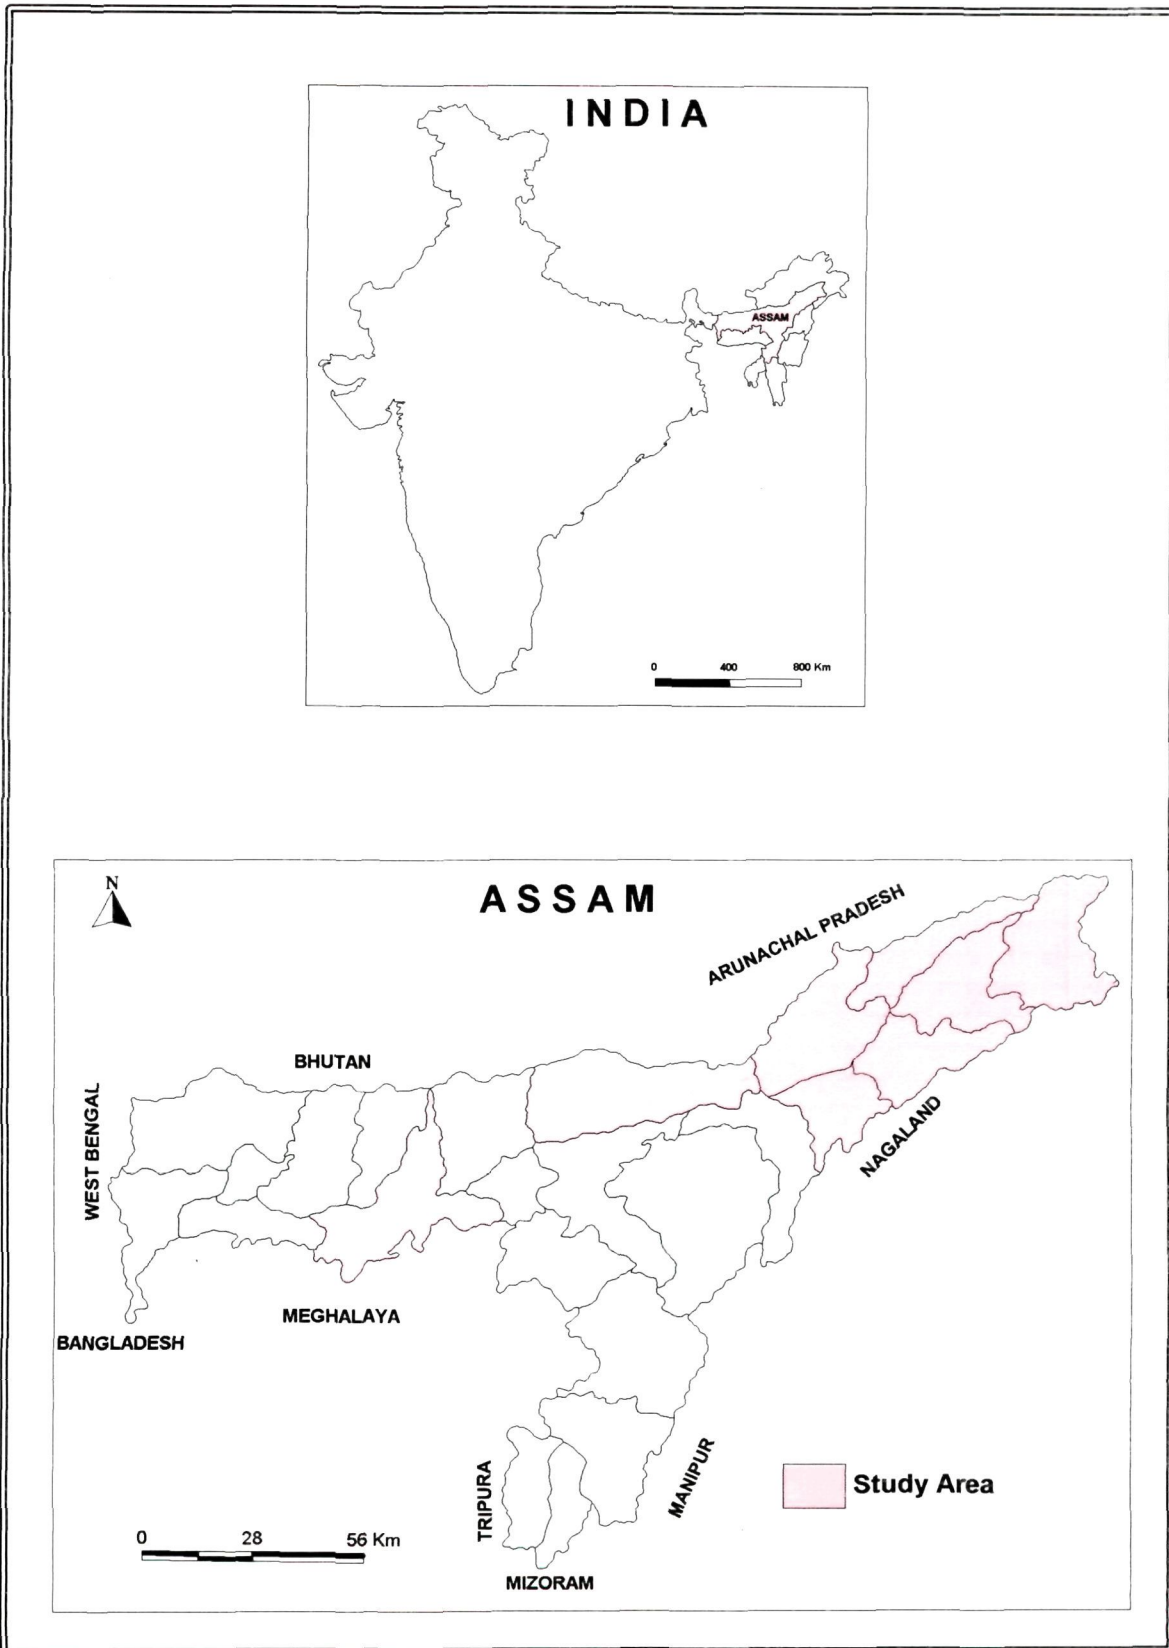 INDIA
ASSAM
0 400 800 Km
N
ASSAM
ARUNACHAL PRADESH
BHUTAN
WEST BENGAL
NAGALAND
MEGHALAYA
BANGLADESH
MANIPUR
TRIPURA
Study Area
0 28 56 Km
MIZORAM